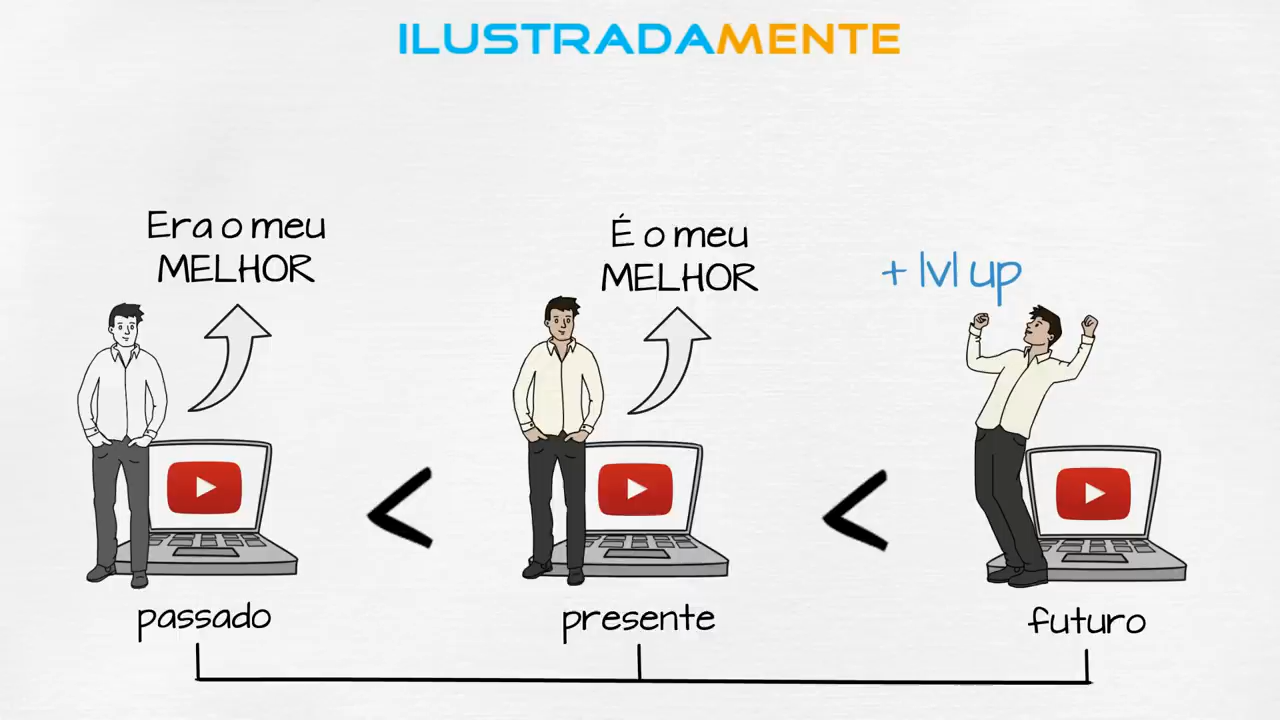 ILUSTRADAMENTE
Era o meu
MELHOR
É o meu
MELHOR
+ lvl up
<
<
passado
presente
futuro